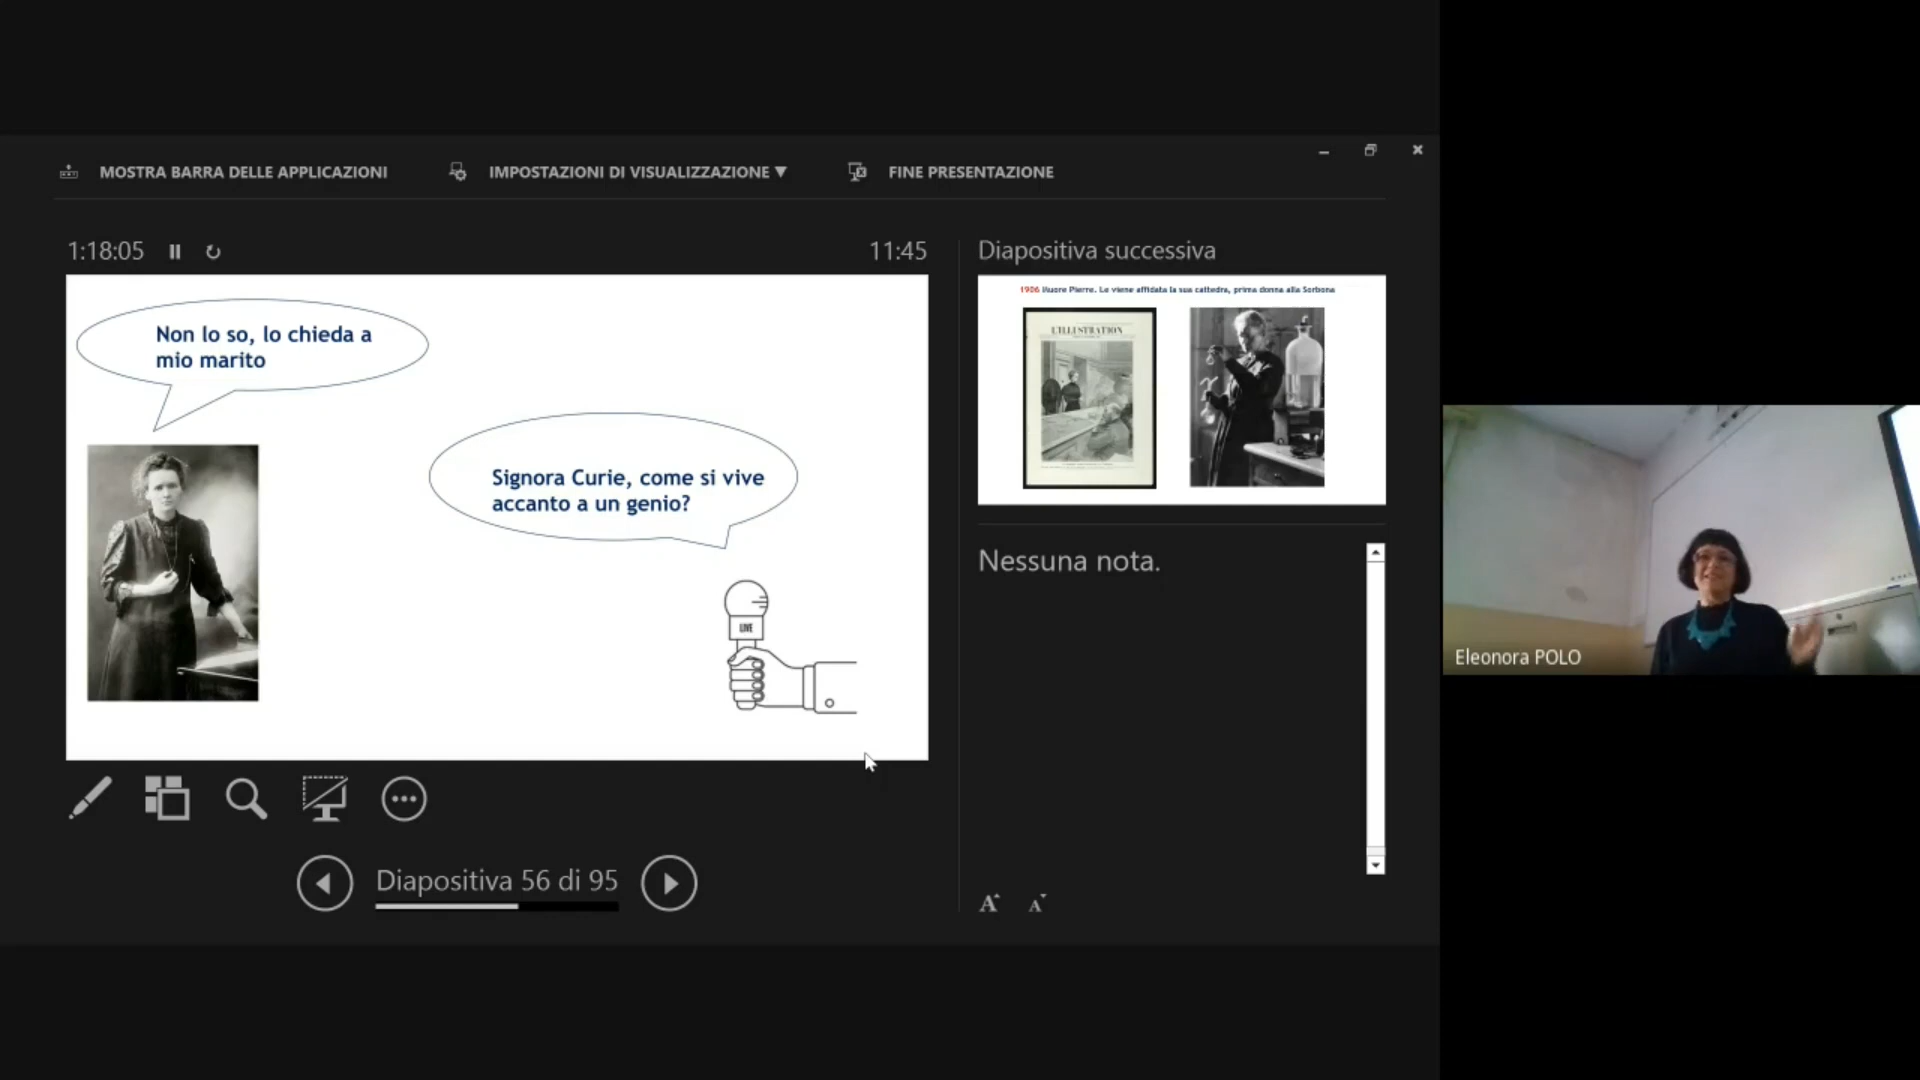 MOSTRA BARRA DELLE APPLICAZIONI
IMPOSTAZIONI DI VISUALIZZAZIONE ▼
FINE PRESENTAZIONE
1:18:05
11:45
Non lo so, lo chieda a
mio marito
Signora Curie, come si vive
accanto a un genio?
LIVE
Diapositiva 56 di 95
Diapositiva successiva
1906 Muore Pierre. Le viene affidata la sua cattedra, prima donna alla Sorbona
L'ILLUSTRATION
Nessuna nota.
A A
Eleonora POLO